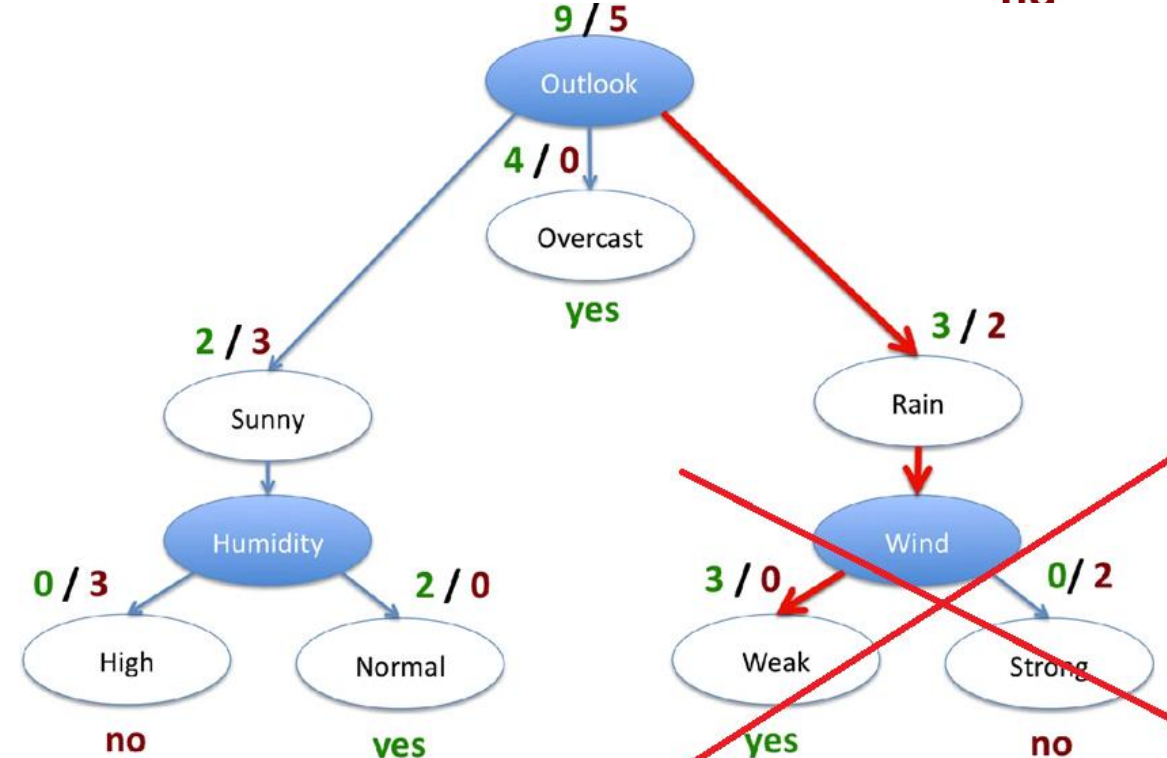 9 / 5
Outlook
4 / 0
Overcast
yes
2 / 3
3 / 2
Sunny
Rain
Humidity
Wind
0 / 3
2 / 0
3 / 0
0/ 2
High
Normal
Weak
Strong
no
yes
yes
no